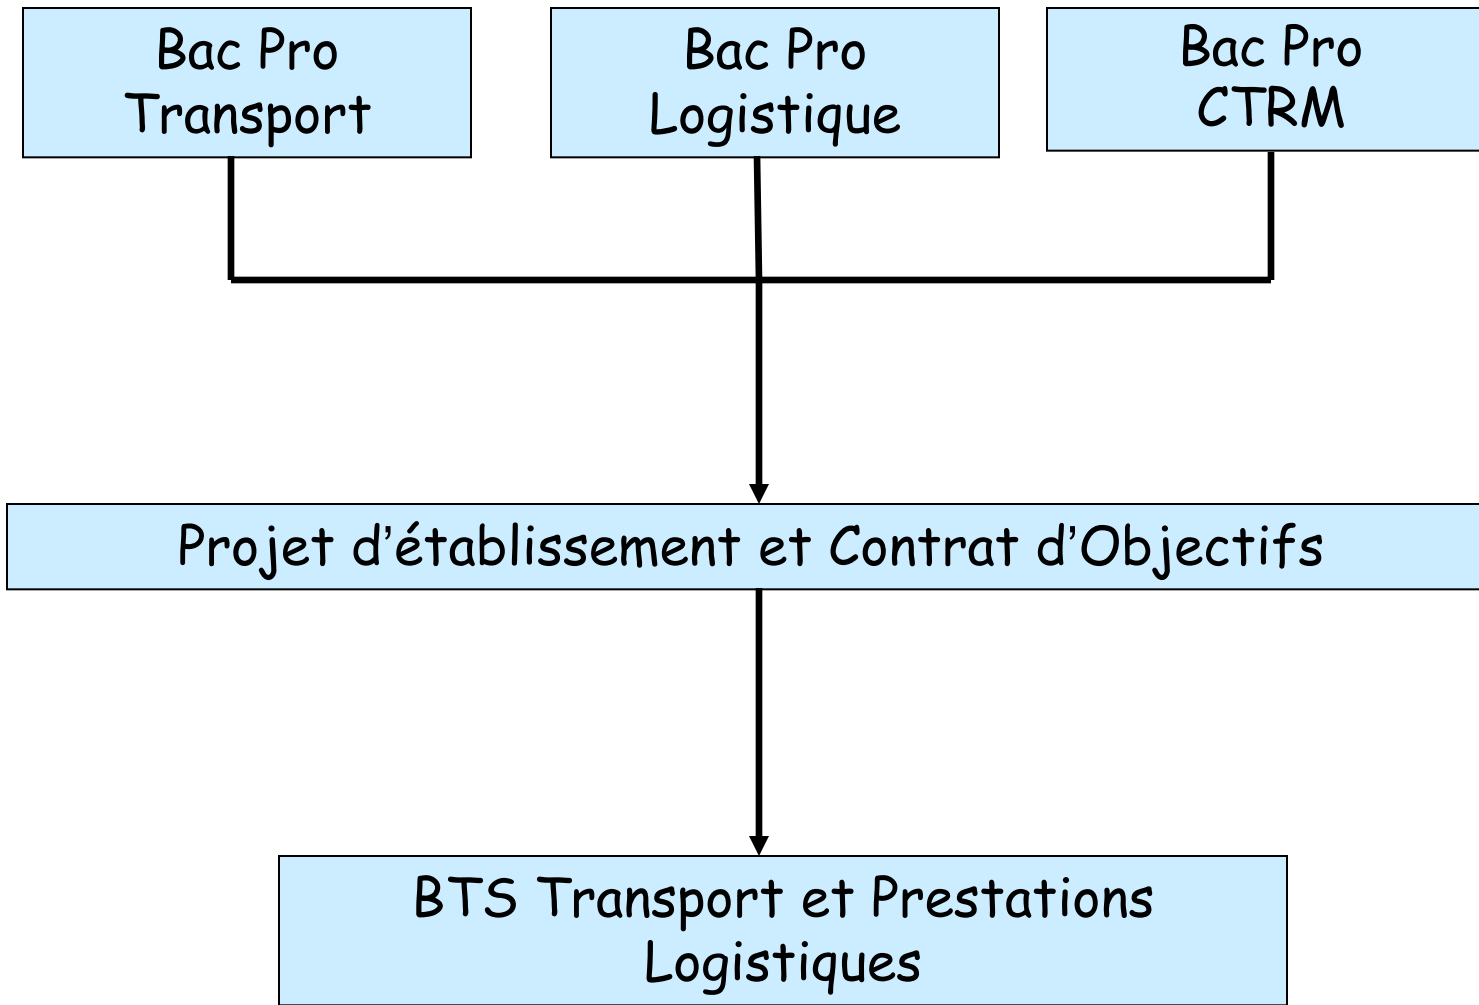 Bac Pro
Transport
Bac Pro
Logistique
Bac Pro
CTRM
Projet d’établissement et Contrat d’Objectifs
BTS Transport et Prestations
Logistiques